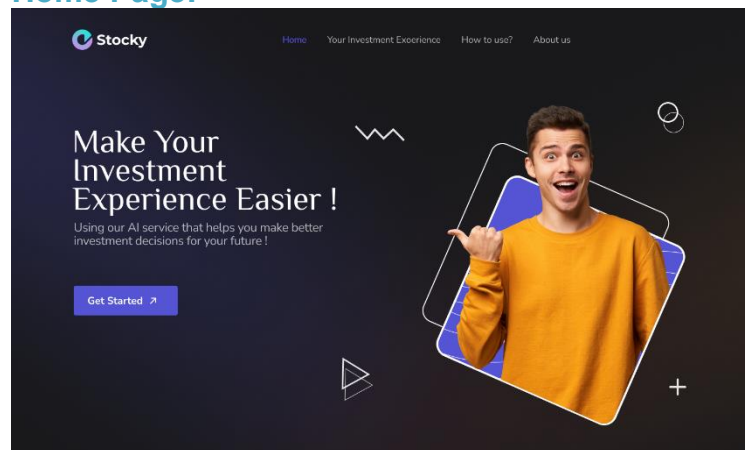 Home Page:
Stocky
Home Your Investment Exoerience How to use? About us
Make Your
Investment
Experience Easier !
Using our AI service that helps you make better
investment decisions for your future !
Get Started